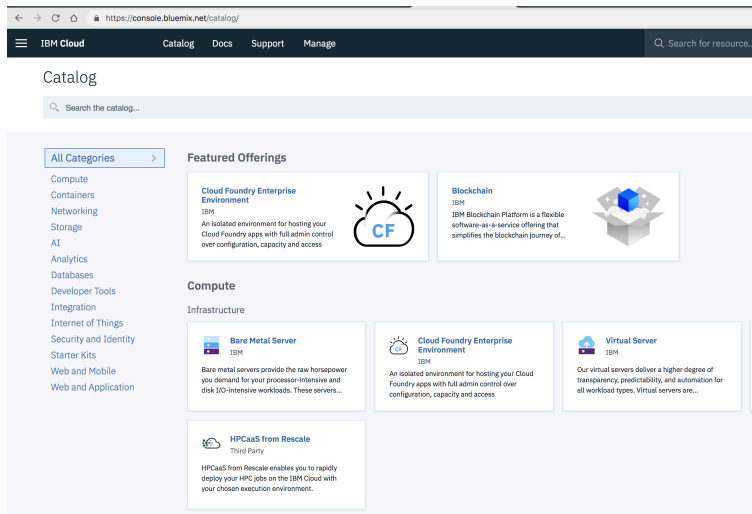 https://console.bluemix.net/catalog/
IBM Cloud
Catalog
Docs
Support
Manage
Search for resource...
Catalog
Search the catalog...
All Categories
Compute
Containers
Networking
Storage
AI
Analytics
Databases
Developer Tools
Integration
Internet of Things
Security and Identity
Starter Kits
Web and Mobile
Web and Application
Featured Offerings
Cloud Foundry Enterprise
Environment
IBM
An isolated environment for hosting your
Cloud Foundry apps with full admin control
over configuration, capacity and access
CF
Blockchain
IBM
IBM Blockchain Platform is a flexible
software-as-a-service offering that
simplifies the blockchain journey of...
Compute
Infrastructure
Bare Metal Server
IBM
Bare metal servers provide the raw horsepower
you demand for your processor-intensive and
disk I/O-intensive workloads. These servers...
CF
Cloud Foundry Enterprise
Environment
IBM
An isolated environment for hosting your Cloud
Foundry apps with full admin control over
configuration, capacity and access
Virtual Server
IBM
Our virtual servers deliver a higher degree of
transparency, predictability, and automation for
all workload types. Virtual servers are...
HPCaaS from Rescale
Third Party
HPCaaS from Rescale enables you to rapidly
deploy your HPC jobs on the IBM Cloud with
your chosen execution environment.